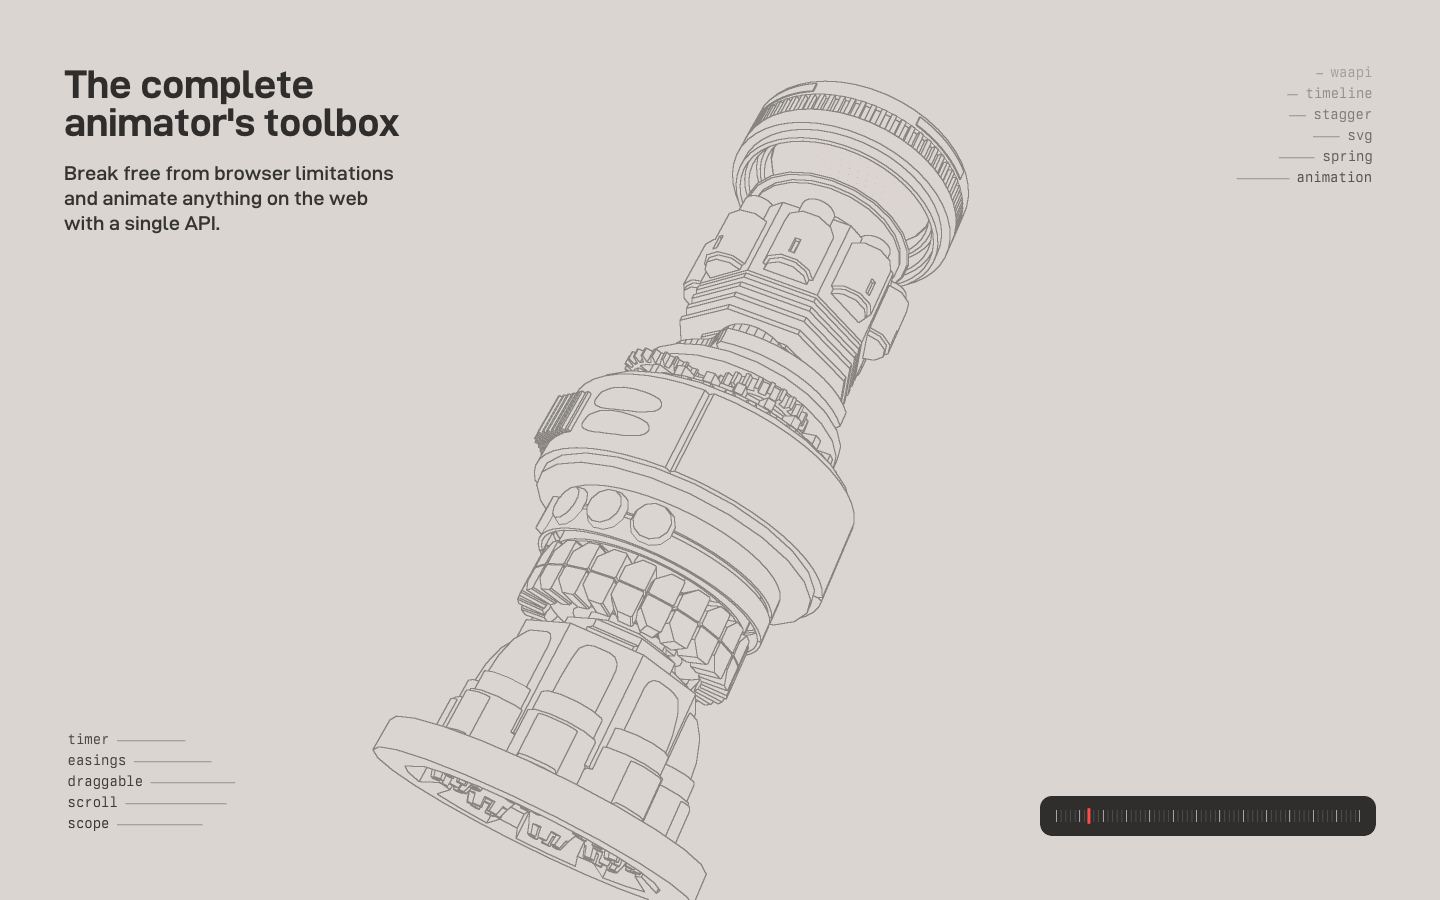 The complete
animator's toolbox
Break free from browser limitations
and animate anything on the web
with a single API.
waapi
timeline
stagger
svg
spring
animation
timer
easings
draggable
scroll
scope